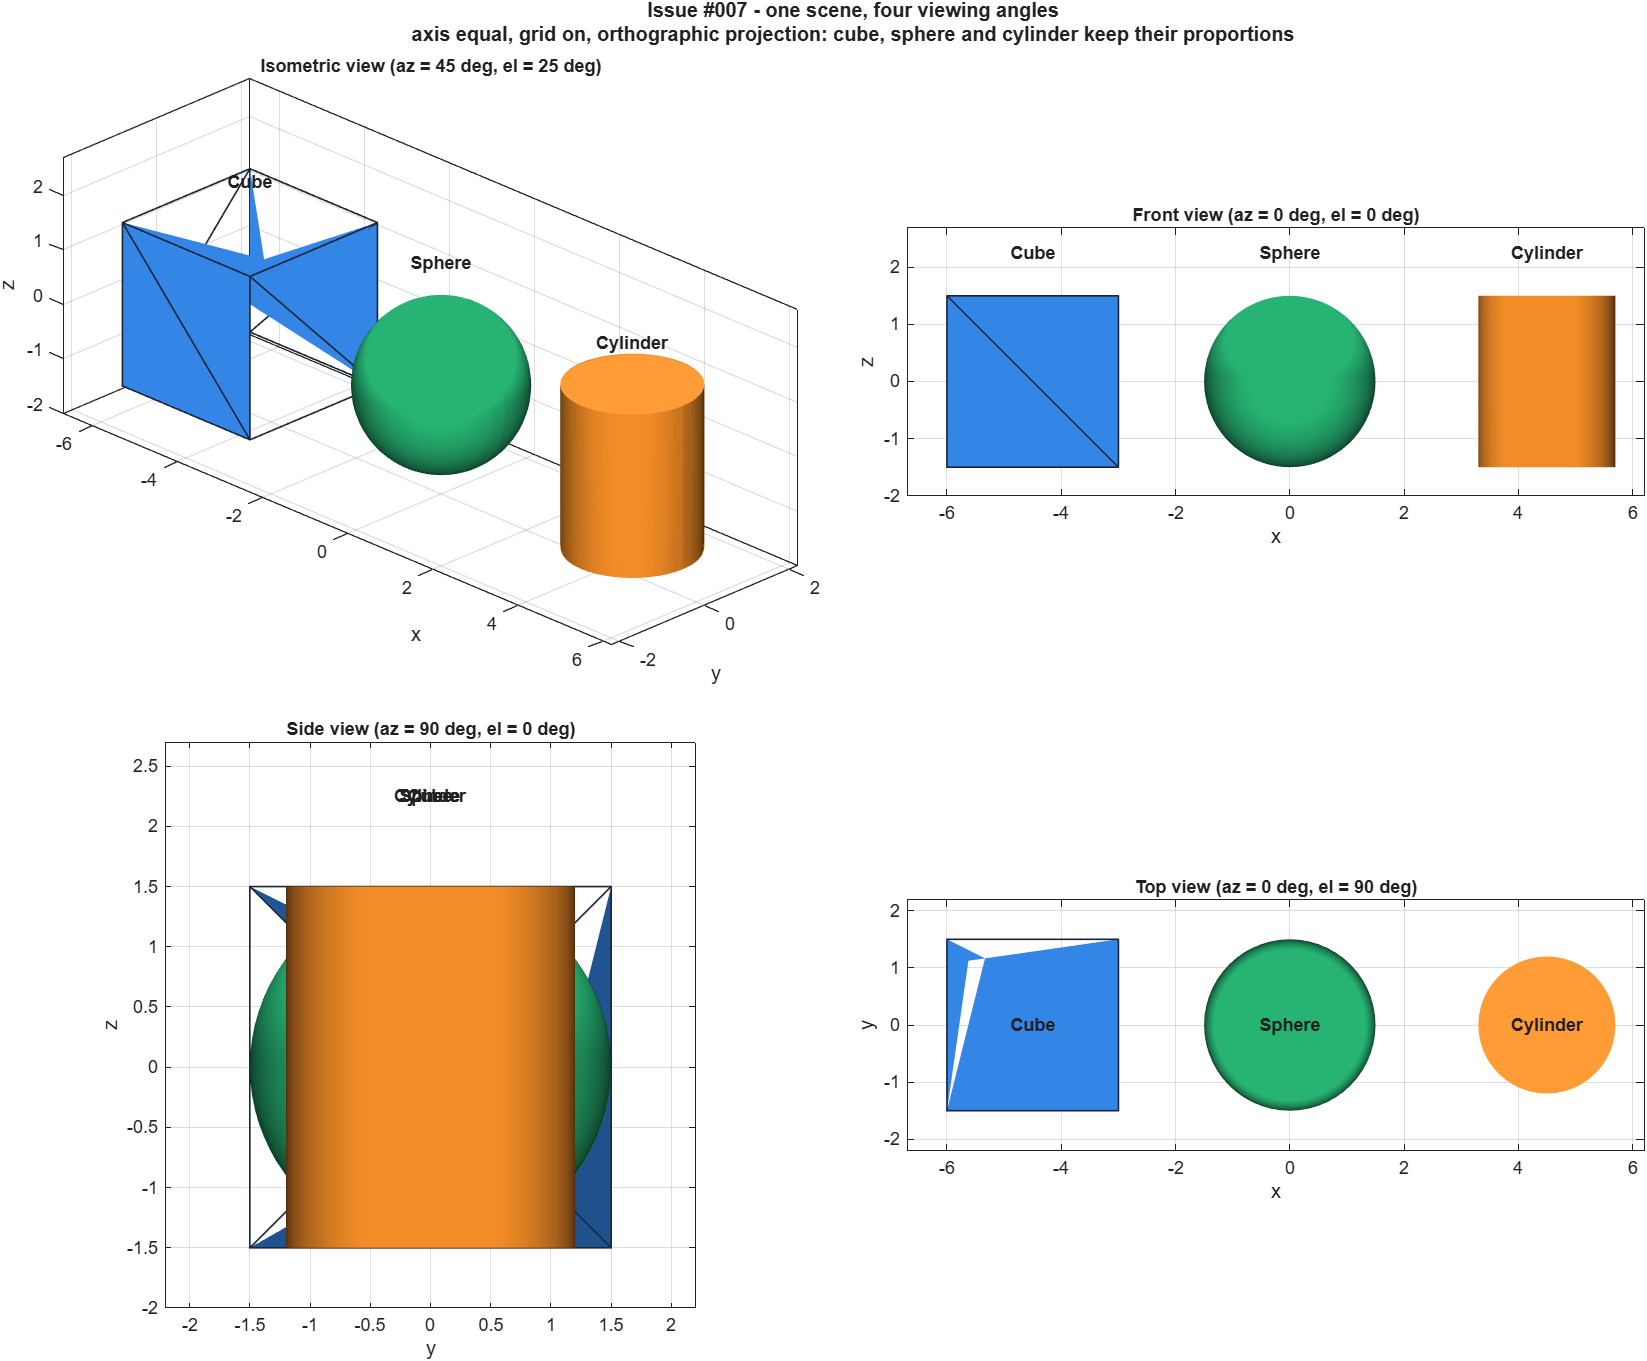 Issue #007 - one scene, four viewing angles
axis equal, grid on, orthographic projection: cube, sphere and cylinder keep their proportions
Isometric view (az = 45 deg, el = 25 deg)
Cube
Sphere
Cylinder
z
2
1
0
-1
-2
-6
-4
-2
0
2
4
6
x
-2
0
2
y
Front view (az = 0 deg, el = 0 deg)
Cube Sphere Cylinder
z
2
1
0
-1
-2
-6 -4 -2 0 2 4 6
x
Side view (az = 90 deg, el = 0 deg)
z
2.5
2
1.5
1
0.5
0
-0.5
-1
-1.5
-2
-2 -1.5 -1 -0.5 0 0.5 1 1.5 2
y
Top view (az = 0 deg, el = 90 deg)
y
2
1
0
-1
-2
Cube Sphere Cylinder
-6 -4 -2 0 2 4 6
x